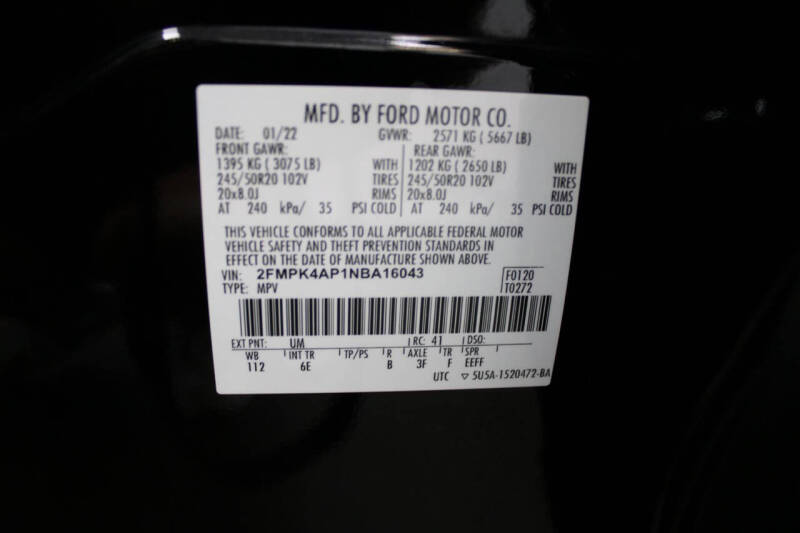 MFD. BY FORD MOTOR CO.
DATE: 01/22 GVWR: 2571 KG ( 5667 LB)
FRONT GAWR: REAR GAWR:
1395 KG ( 3075 LB) WITH 1202 KG ( 2650 LB) WITH
245/50R20 102V TIRES 245/50R20 102V TIRES
20x8.0J RIMS 20x8.0J RIMS
AT 240 kPa/ 35 PSI COLD AT 240 kPa/ 35 PSI COLD
THIS VEHICLE CONFORMS TO ALL APPLICABLE FEDERAL MOTOR
VEHICLE SAFETY AND THEFT PREVENTION STANDARDS IN
EFFECT ON THE DATE OF MANUFACTURE SHOWN ABOVE.
VIN: 2FMPK4AP1NBA16043 F0120
TYPE: MPV T0272
EXT PNT: UM RC: 41 DSO:
WB INT TR TP/PS R AXLE TR SPR
112 6E B 3F F EEFF
UTC ▽ 5U5A-1520472-BA